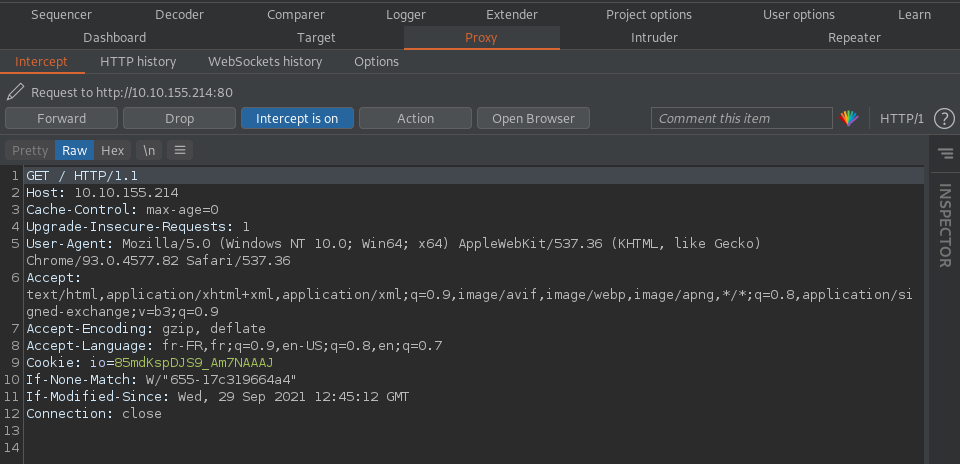 Sequencer Decoder Comparer Logger Extender Project options User options Learn
Dashboard Target Proxy Intruder Repeater
Intercept HTTP history WebSockets history Options
Request to http://10.10.155.214:80
Forward Drop Intercept is on Action Open Browser Comment this item HTTP/1 ?
Pretty Raw Hex \n
INSPECTOR
1 GET / HTTP/1.1
2 Host: 10.10.155.214
3 Cache-Control: max-age=0
4 Upgrade-Insecure-Requests: 1
5 User-Agent: Mozilla/5.0 (Windows NT 10.0; Win64; x64) AppleWebKit/537.36 (KHTML, like Gecko)
Chrome/93.0.4577.82 Safari/537.36
6 Accept:
text/html,application/xhtml+xml,application/xml;q=0.9,image/avif,image/webp,image/apng,*/*;q=0.8,application/si
gned-exchange;v=b3;q=0.9
7 Accept-Encoding: gzip, deflate
8 Accept-Language: fr-FR,fr;q=0.9,en-US;q=0.8,en;q=0.7
9 Cookie: io=85mdKspDJS9_Am7NAAAJ
10 If-None-Match: W/"655-17c319664a4"
11 If-Modified-Since: Wed, 29 Sep 2021 12:45:12 GMT
12 Connection: close
13
14